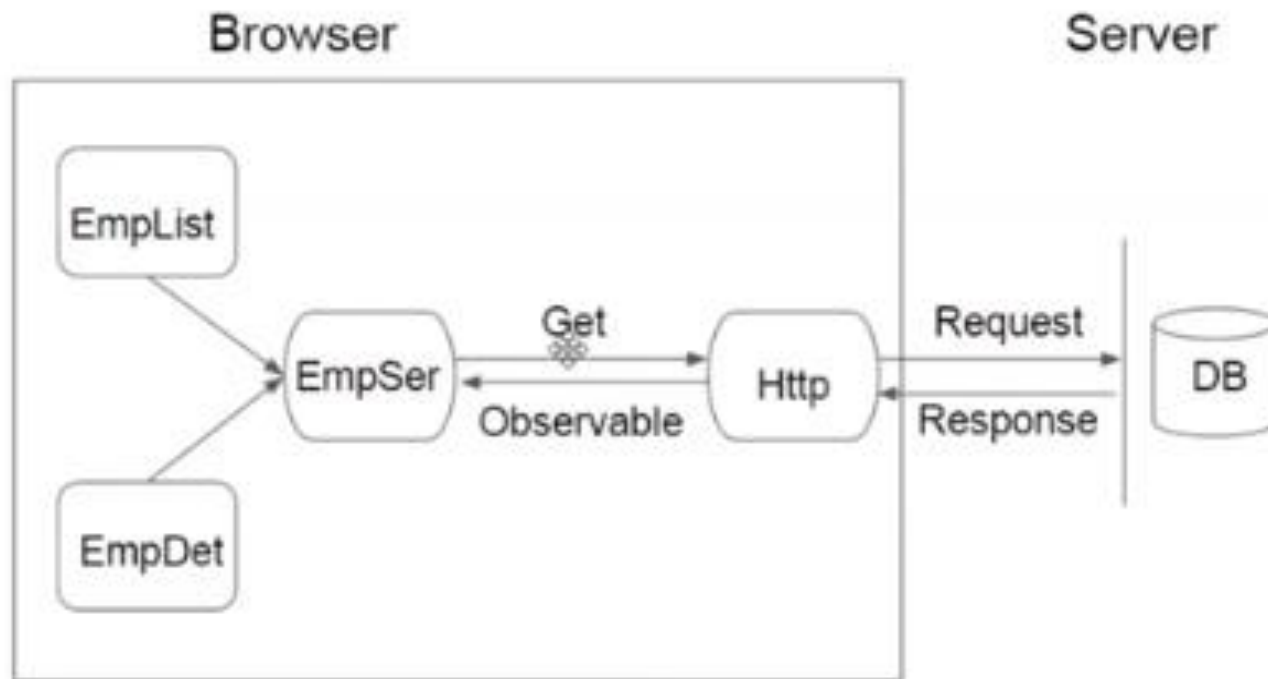 Browser
Server
EmpList
Get
Request
EmpSer
Http
DB
Observable
Response
EmpDet